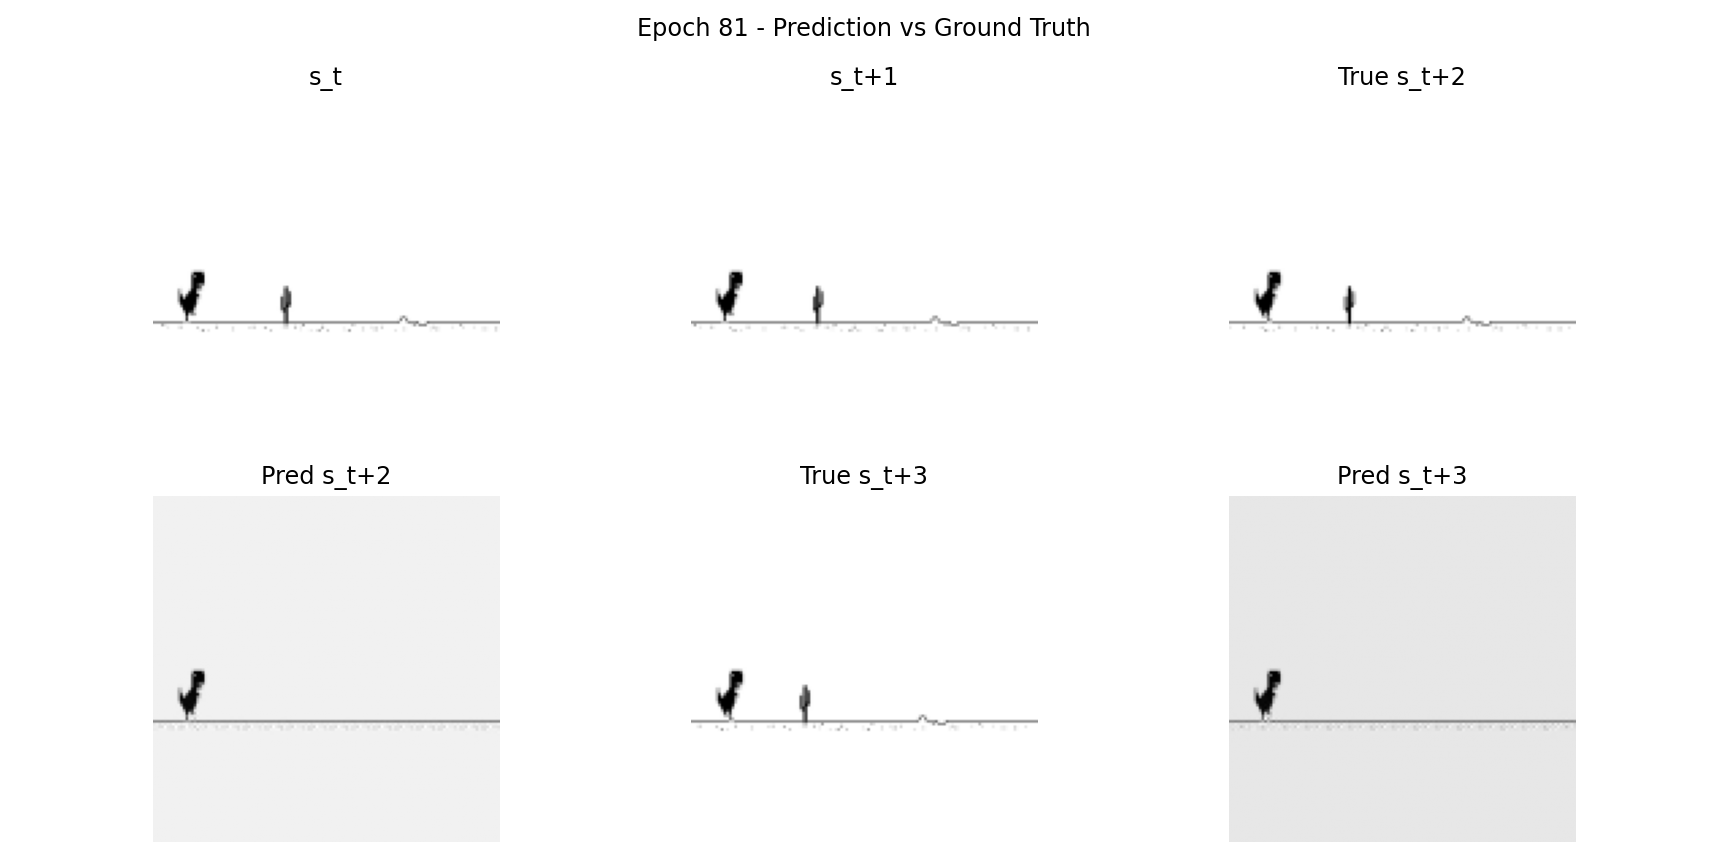 Epoch 81 - Prediction vs Ground Truth
s_t
s_t+1
True s_t+2
Pred s_t+2
True s_t+3
Pred s_t+3